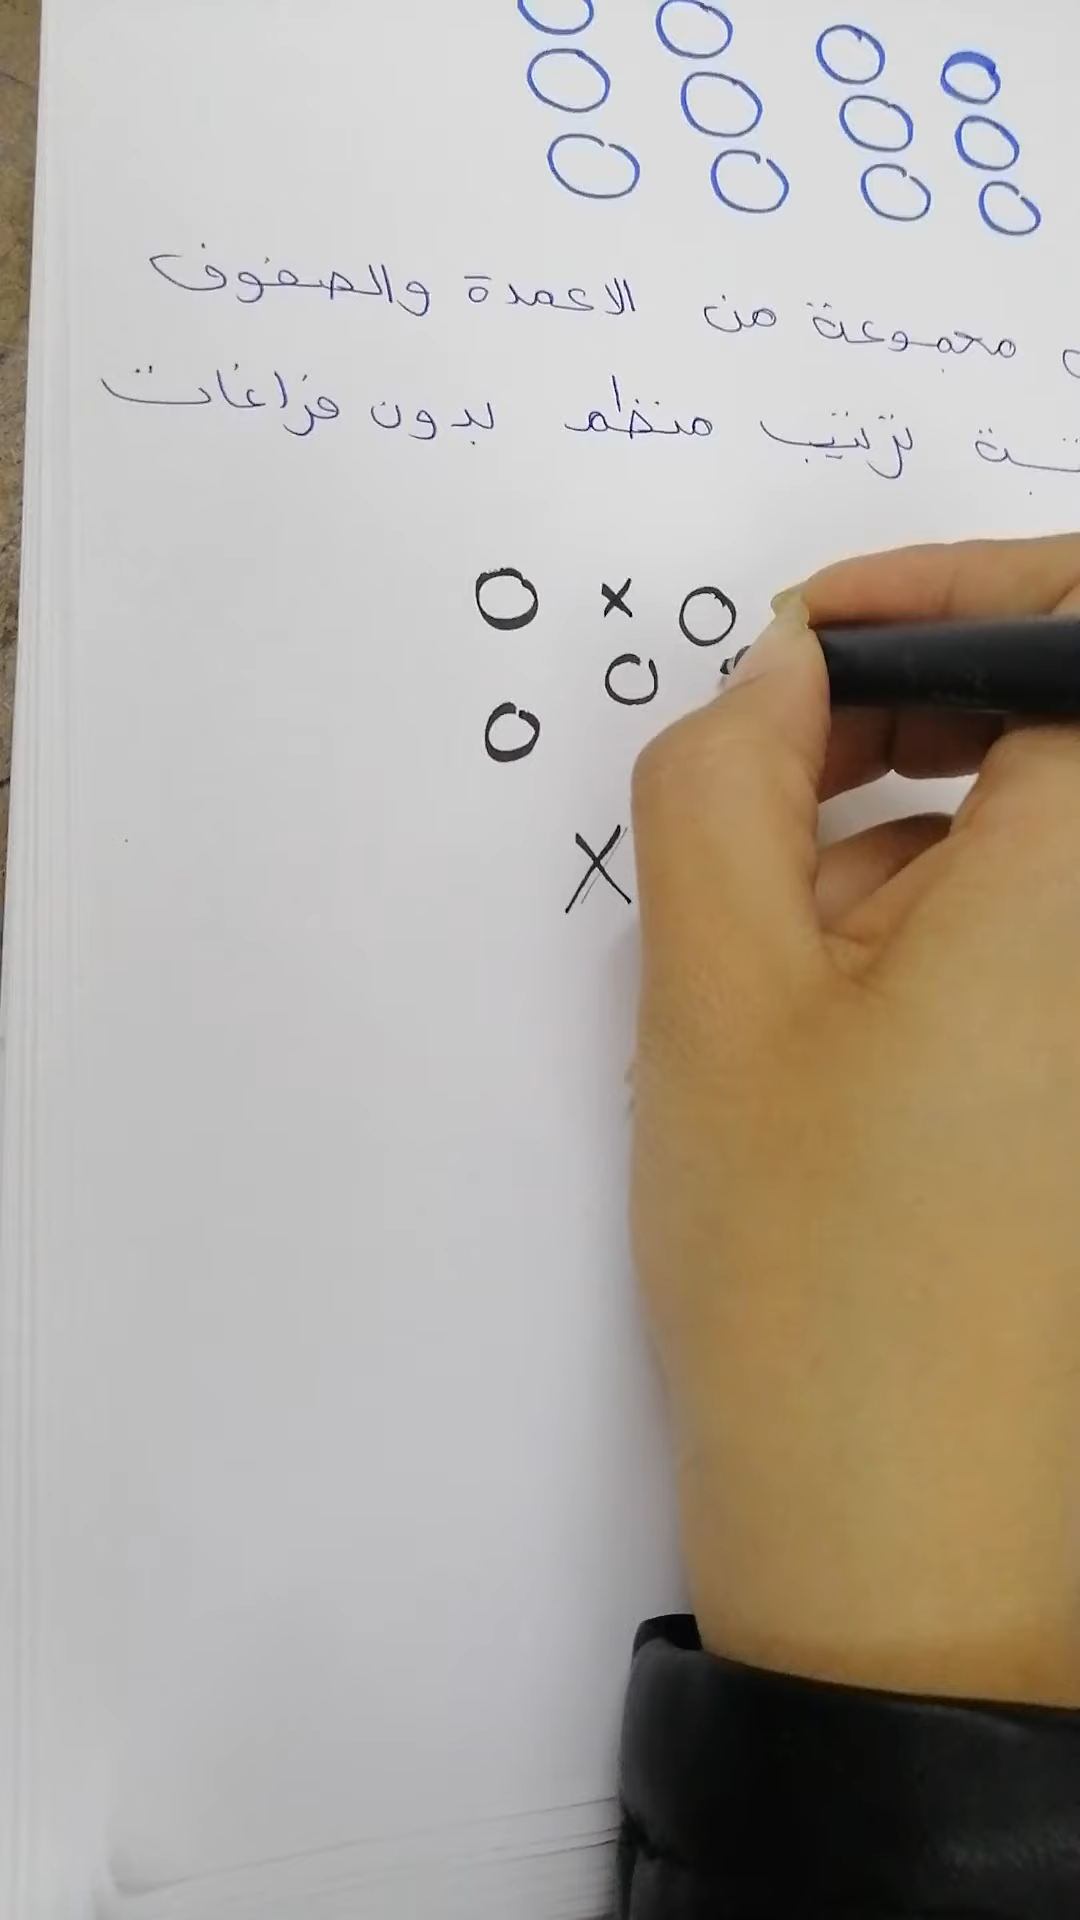 مجموعة من الاعمدة والصفوف
ترتيب منظم بدون فراغات